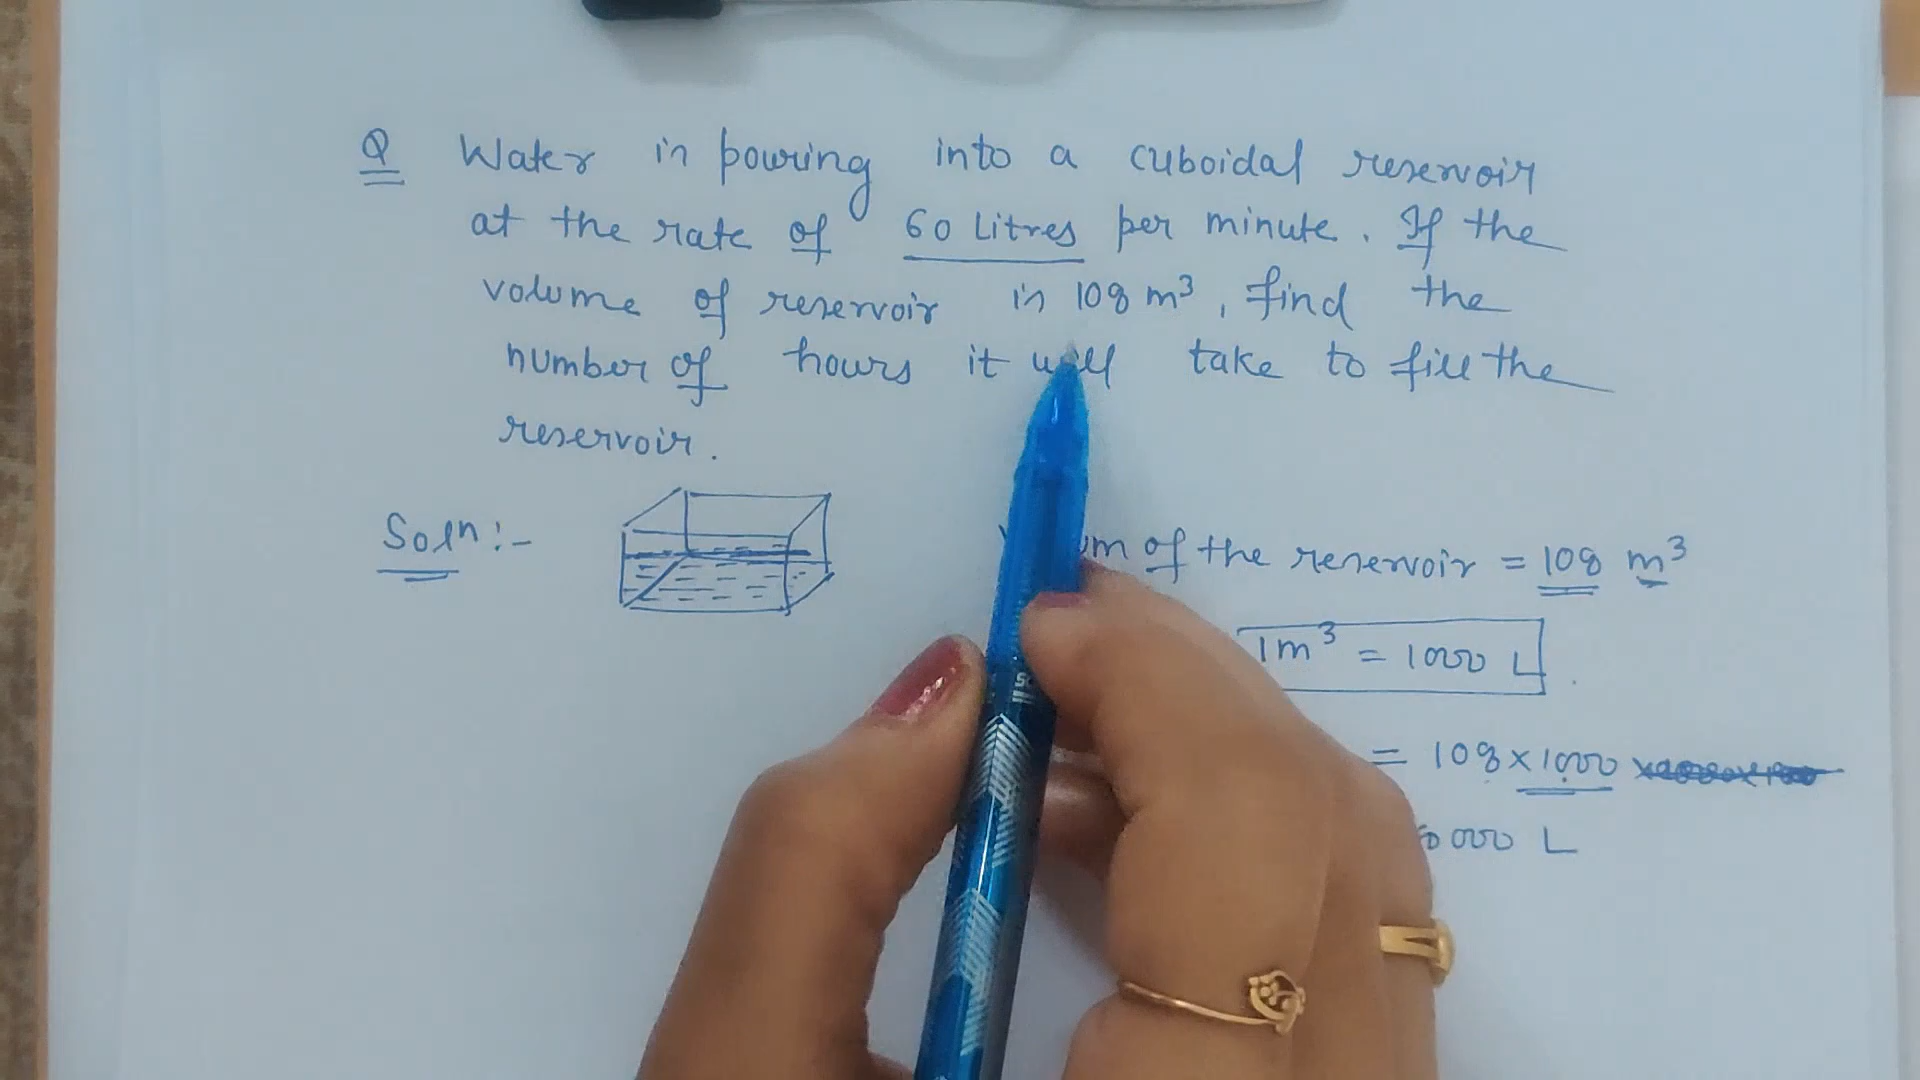 Q Water is pouring into a cuboidal reservoir
at the rate of 60 Litres per minute. If the
volume of reservoir is 108 m³, find the
number of hours it will take to fill the
reservoir.
Soln:- of the reservoir = 108 m³
1m³ = 1000 L
= 108 × 1000
000 L